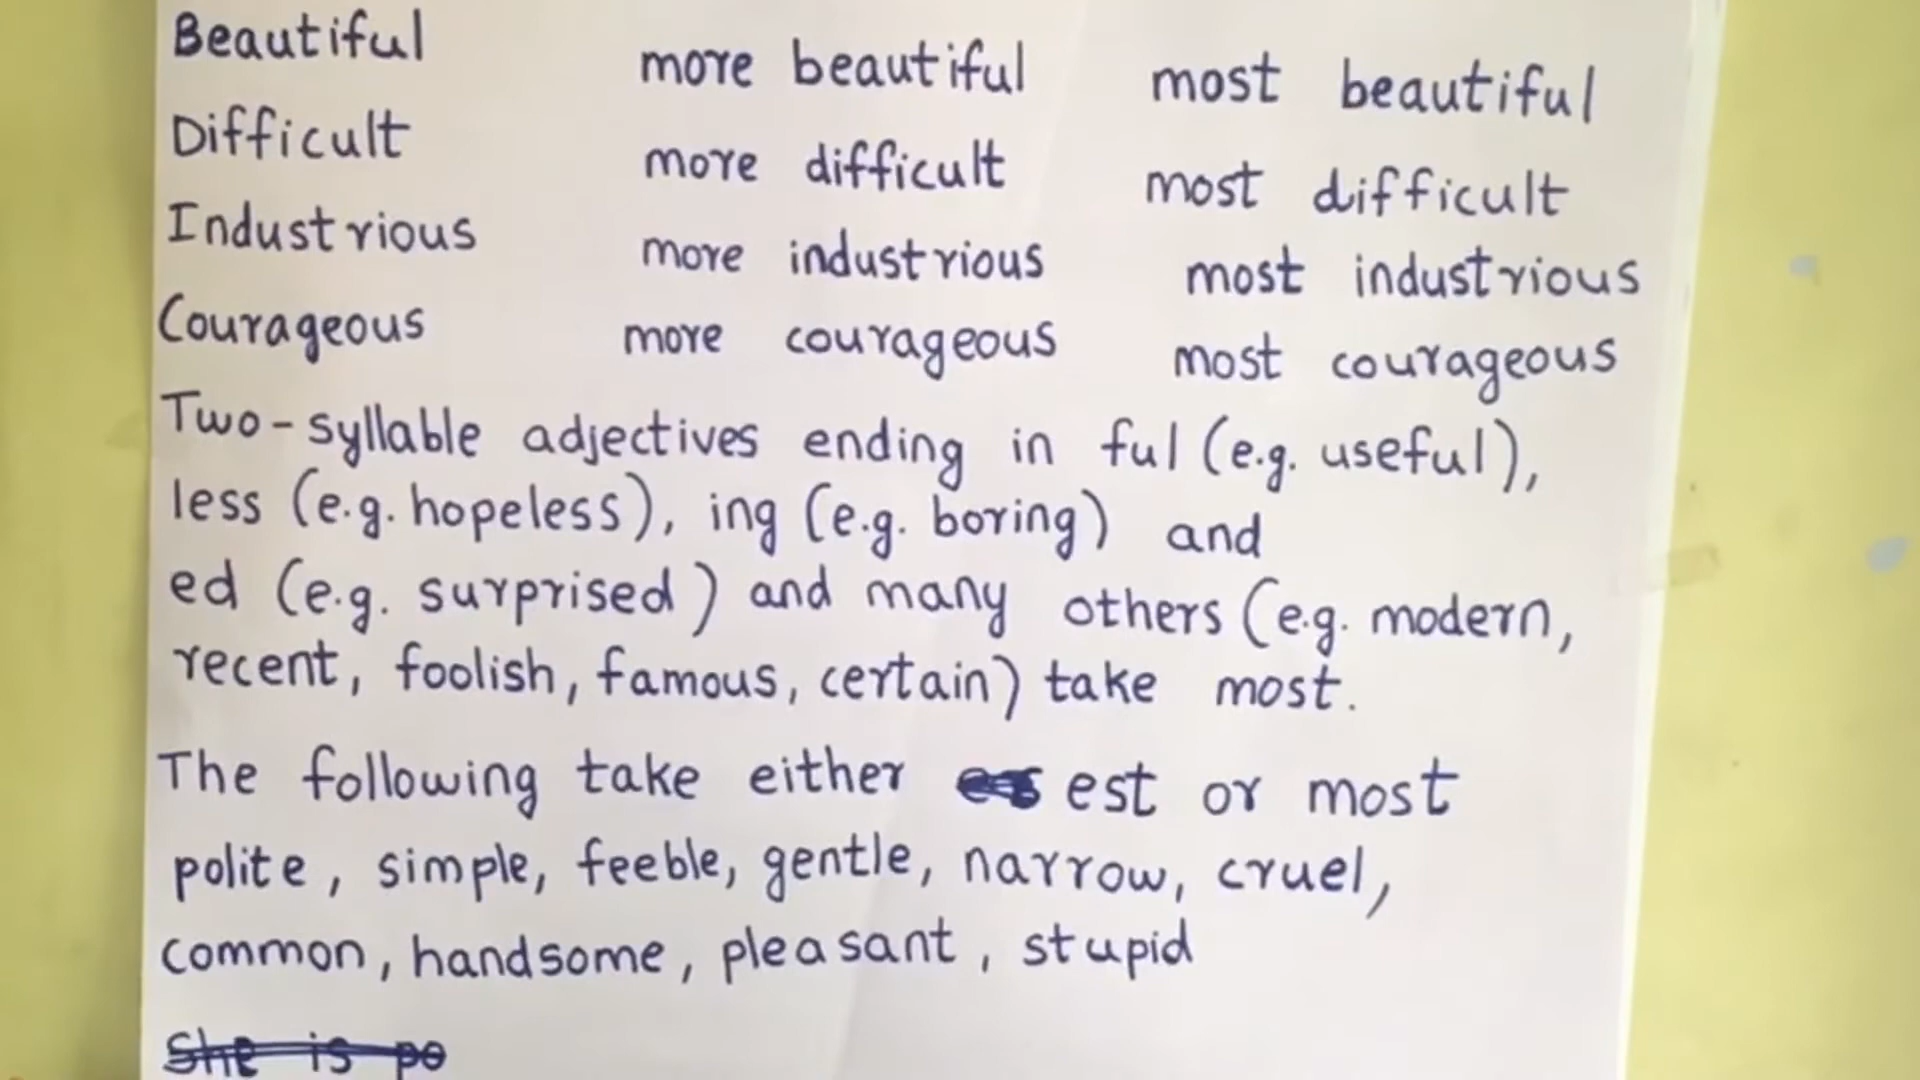 Beautiful more beautiful most beautiful
Difficult more difficult most difficult
Industrious more industrious most industrious
Courageous more courageous most courageous
Two-syllable adjectives ending in ful (e.g. useful),
less (e.g. hopeless), ing (e.g. boring) and
ed (e.g. surprised) and many others (e.g. modern,
recent, foolish, famous, certain) take most.
The following take either est or most
polite, simple, feeble, gentle, narrow, cruel,
common, handsome, pleasant, stupid
She is po